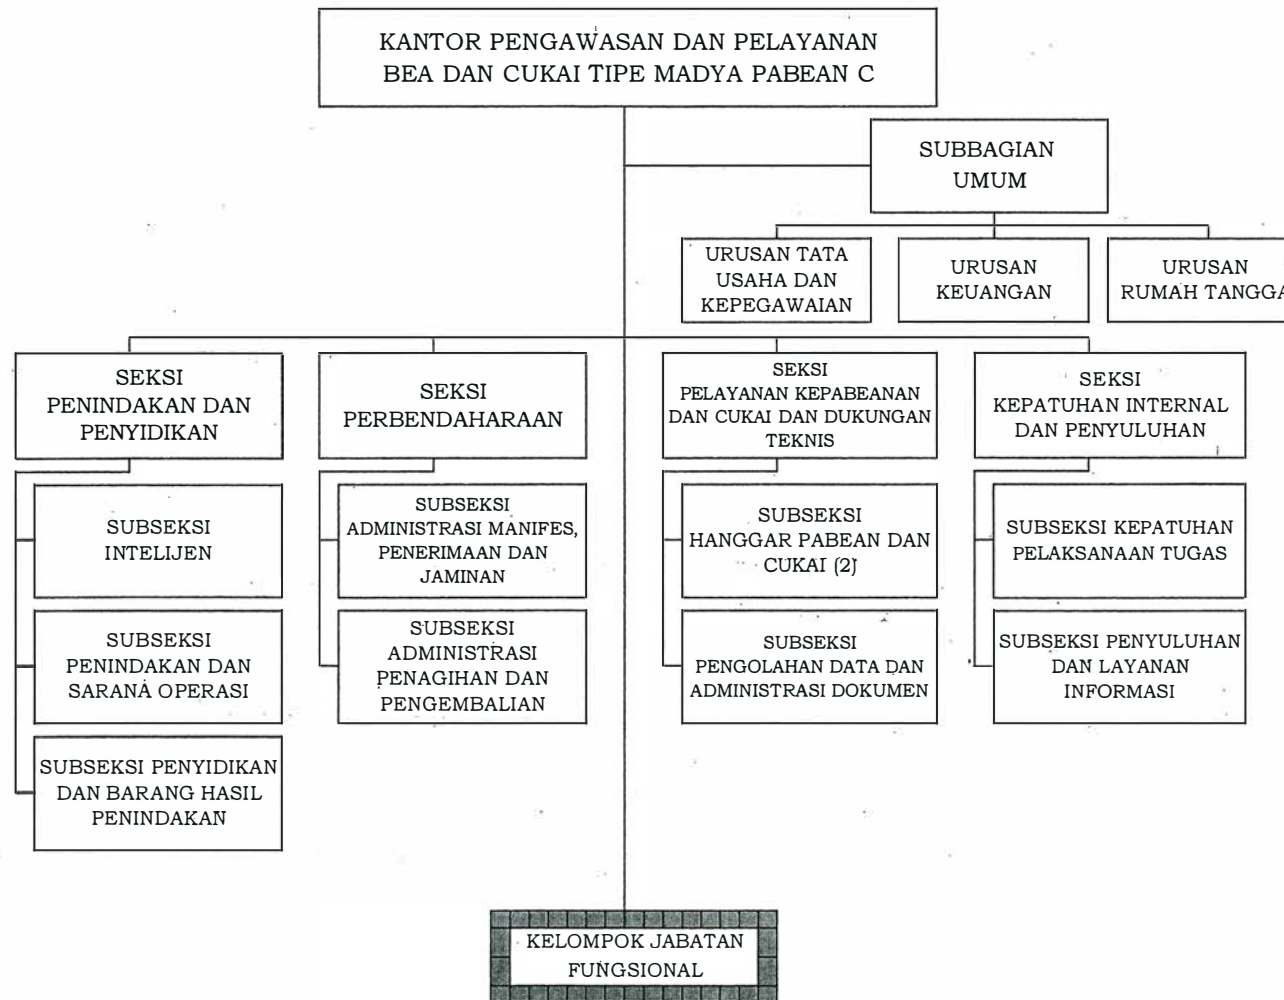 KANTOR PENGAWASAN DAN PELAYANAN
BEA DAN CUKAI TIPE MADYA PABEAN C
SUBBAGIAN
UMUM
URUSAN TATA
USAHA DAN
KEPEGAWAIAN
URUSAN
KEUANGAN
URUSAN
RUMAH TANGGA
SEKSI
PENINDAKAN DAN
PENYIDIKAN
SEKSI
PERBENDAHARAAN
SEKSI
PELAYANAN KEPABEANAN
DAN CUKAI DAN DUKUNGAN
TEKNIS
SEKSI
KEPATUHAN INTERNAL
DAN PENYULUHAN
SUBSEKSI
INTELIJEN
SUBSEKSI
PENINDAKAN DAN
SARANA OPERASI
SUBSEKSI PENYIDIKAN
DAN BARANG HASIL
PENINDAKAN
SUBSEKSI
ADMINISTRASI MANIFES,
PENERIMAAN DAN
JAMINAN
SUBSEKSI
ADMINISTRASI
PENAGIHAN DAN
PENGEMBALIAN
SUBSEKSI
HANGGAR PABEAN DAN
CUKAI (2)
SUBSEKSI
PENGOLAHAN DATA DAN
ADMINISTRASI DOKUMEN
SUBSEKSI KEPATUHAN
PELAKSANAAN TUGAS
SUBSEKSI PENYULUHAN
DAN LAYANAN
INFORMASI
KELOMPOK JABATAN
FUNGSIONAL